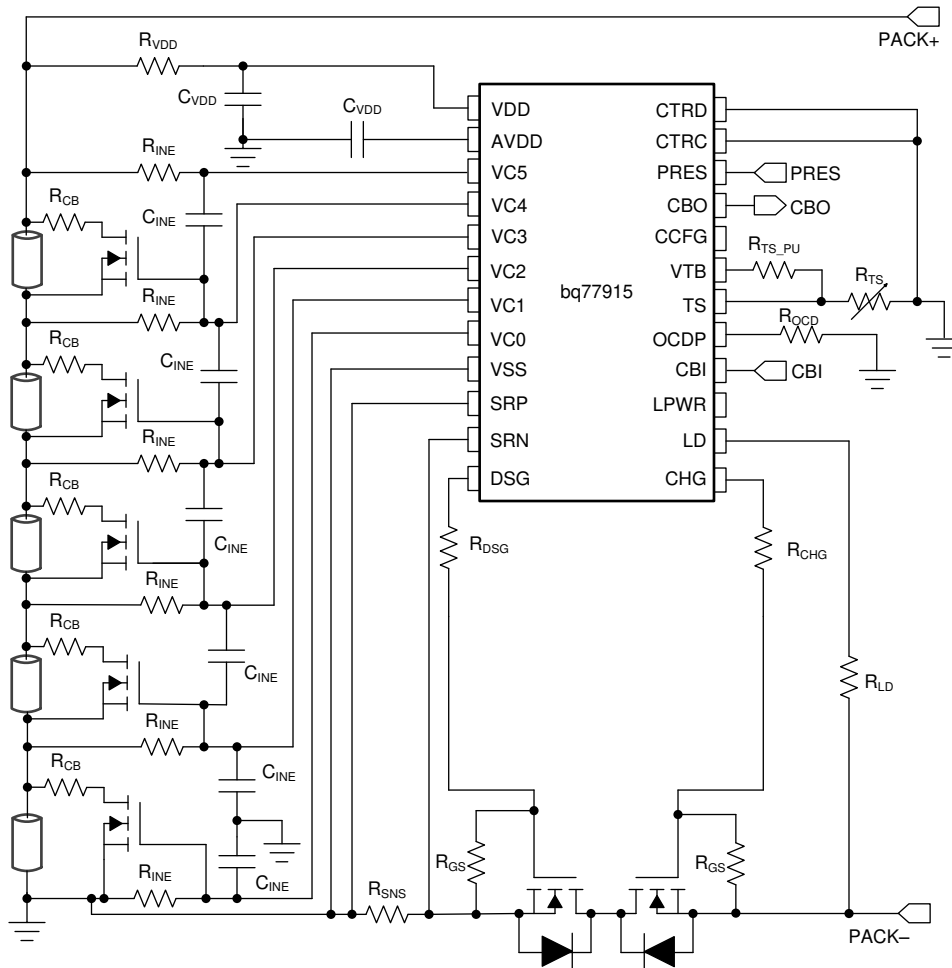 PACK+
RVDD
CVDD
CVDD
RINE
RCB
CINE
RINE
RCB
CINE
RINE
RCB
CINE
RINE
RCB
CINE
RINE
RCB
CINE
RINE
CINE
VDD
AVDD
VC5
VC4
VC3
VC2
VC1
VC0
VSS
SRP
SRN
DSG
bq77915
CTRD
CTRC
PRES
CBO
CCFG
VTB
TS
OCDP
CBI
LPWR
LD
CHG
PRES
CBO
RTS_PU
RTS
ROCD
CBI
RDSG
RCHG
RLD
RGS
RGS
RSNS
PACK–